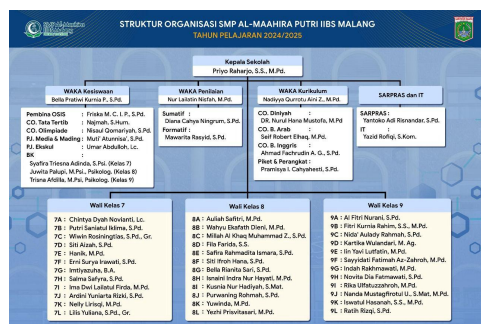 STRUKTUR ORGANISASI SMP AL-MAAHIRA PUTRI IIBS MALANG
TAHUN PELAJARAN 2024/2025
Kepala Sekolah
Priyo Raharjo, S.S., M.Pd.
WAKA Kesiswaan
Bella Pratiwi Kurnia P., S.Pd.
WAKA Penilaian
Nur Lailatin Nisfah, M.Pd.
WAKA Kurikulum
Nadiyya Qurrotu Aini Z., M.Pd.
SARPRAS dan IT
Pembina OSIS : Friska M. C. I. P., S.Pd.
CO. Tata Tertib : Najmah, S.Hum.
CO. Olimpiade : Nisaul Qomariyah, S.Pd.
PJ. Media & Mading : Muti' Atunnisa', S.Pd.
PJ. Ekskul : Umar Abdulloh, Lc.
BK
Syafira Triesna Adinda, S.Psi. (Kelas 7)
Juwita Palupi, M.Psi., Psikolog. (Kelas 8)
Trisna Afdilla, M.Psi, Psikolog. (Kelas 9)
Sumatif :
Diana Cahya Ningrum, S.Pd.
Formatif :
Mawarita Rasyid, S.Pd.
CO. Diniyah :
DR. Nurul Hana Mustofa, M.Pd
CO. B. Arab :
Seif Robert Elhaq, M.Pd.
CO. B. Inggris :
Ahmad Fachrudin A. G., S.Pd.
Piket & Perangkat :
Pramisya I. Cahyahesti, S.Pd.
SARPRAS :
Yantoko Adi Risnandar, S.Pd.
IT :
Yazid Rofiqi, S.Kom.
Wali Kelas 7
7A : Chintya Dyah Novianti, Lc.
7B : Putri Saniatul Iklima, S.Pd.
7C : Wiwin Rosiningtias, S.Pd., Gr.
7D : Siti Aizah, S.Pd.
7E : Hanik, M.Pd.
7F : Erni Surya Irawati, S.Pd.
7G : Imtiyazuha, B.A.
7H : Saima Safyra, S.Pd.
7I : Ima Dwi Lailatul Firda, M.Pd.
7J : Ardini Yuniarta Rizki, S.Pd.
7K : Nelly Lirisqi, M.Pd.
7L : Lilis Yuliana, S.Pd., Gr.
Wali Kelas 8
8A : Auliah Safitri, M.Pd.
8B : Wahyu Ekafath Dieni, M.Pd.
8C : Millah Al Khaq Muhammad Z., S.Pd.
8D : Fila Farida, S.S.
8E : Safira Rahmadita Ismara, S.Pd.
8F : Siti Ifroh Hana, S.Pd.
8G : Bella Rianita Sari, S.Pd.
8H : Isnaini Indra Nur Hayati, M.Pd.
8I : Kusnia Nur Hadiyah, S.Mat.
8J : Purwaning Rohmah, S.Pd.
8K : Yuwinda, M.Pd.
8L : Yezhi Prisvitasari, M.Pd.
Wali Kelas 9
9A : Al Fitri Nurani, S.Pd.
9B : Fitri Kurnia Rahim, S.S., M.Pd.
9C : Nida' Aulady Rahmah, S.Pd.
9D : Kartika Wulandari, M. Ag.
9E : Iin Yavi Lutfatin, M.Pd.
9F : Sayyidati Fatimah Az-Zahroh, M.Pd.
9G : Indah Rakhmawati, M.Pd.
9H : Novita Dia Fatmawati, S.Pd.
9I : Rika Ulfatuzzahroh, M.Pd.
9J : Nanda Mustagfirotul U., S.Mat, M.Pd.
9K : Iswatul Hasanah, S.S., M.Pd.
9L : Ratih Rizqi, S.Pd.